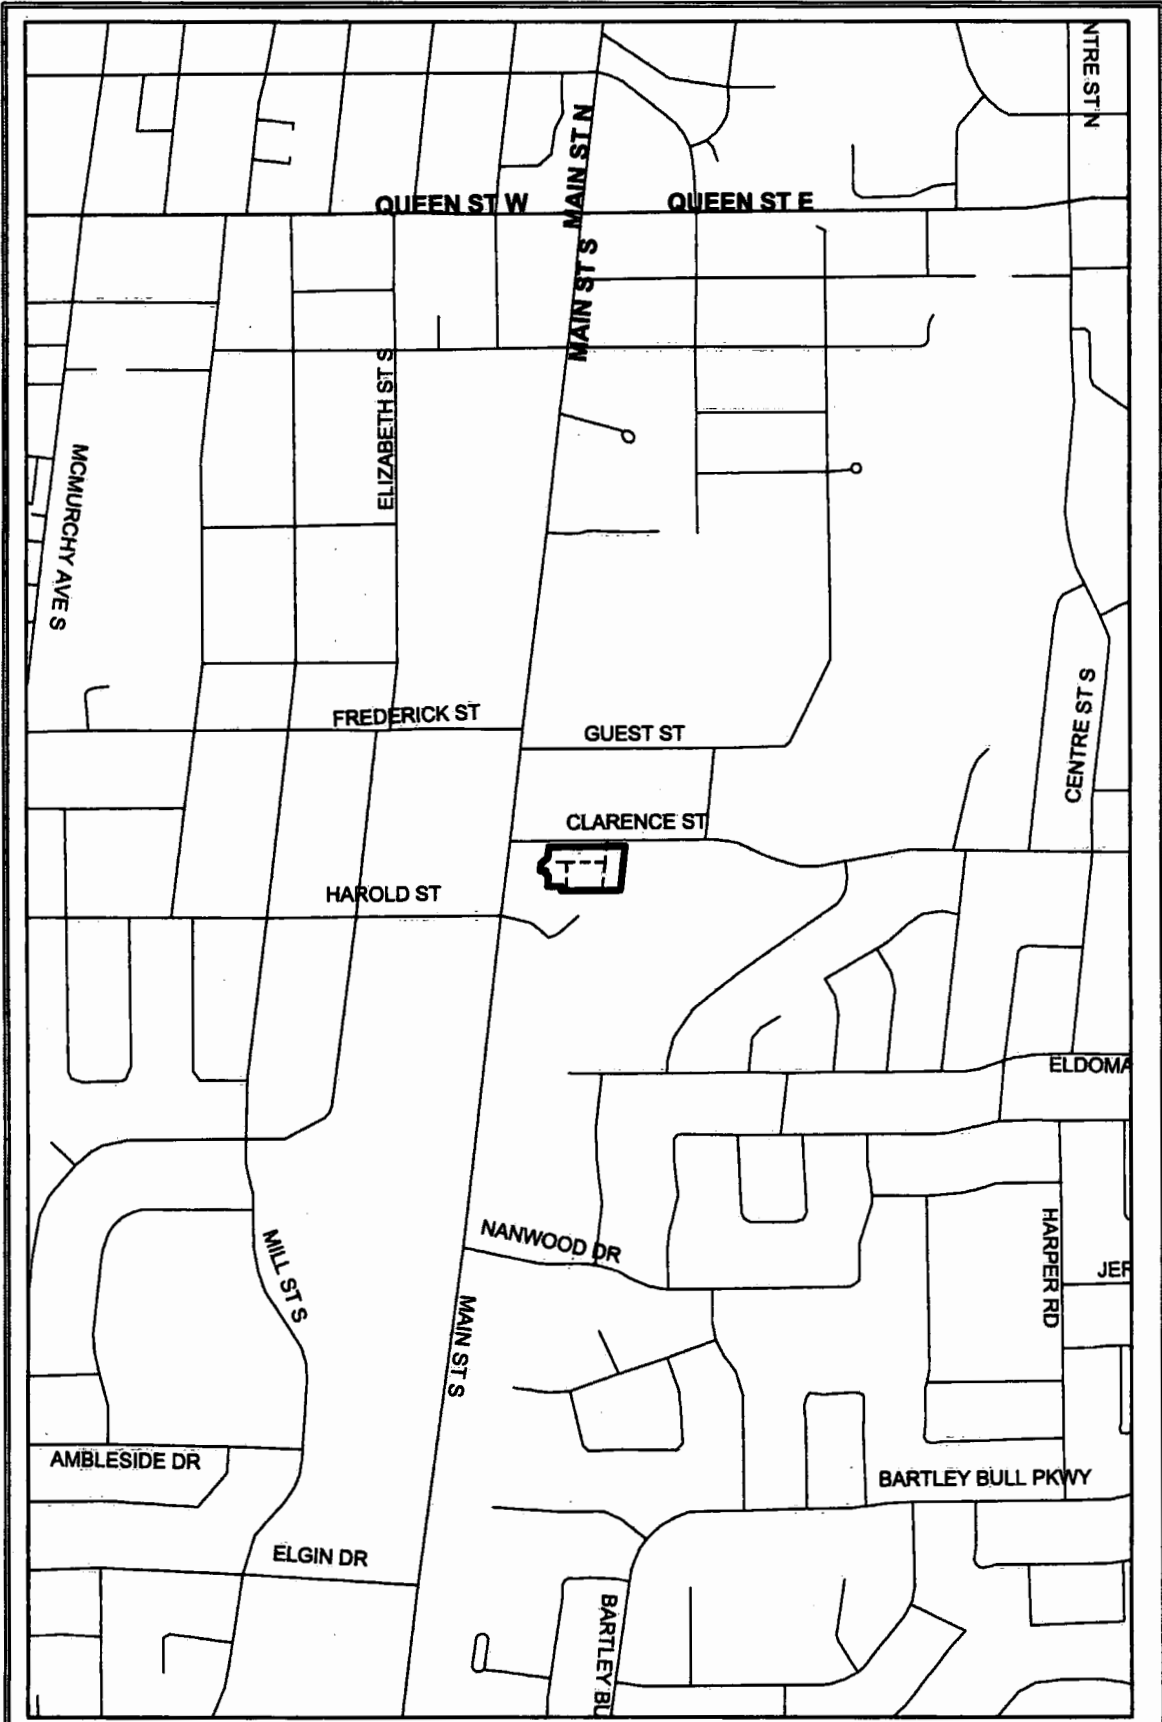 NTRE ST N
MAIN ST N
QUEEN ST W
QUEEN ST E
MAIN ST S
ELIZABETH ST S
MCMURCHY AVE S
FREDERICK ST
GUEST ST
CENTRE ST S
CLARENCE ST
HAROLD ST
ELDOMA
NANWOOD DR
MILL ST S
HARPER RD
JEF
MAIN ST S
AMBLESIDE DR
BARTLEY BULL PKWY
ELGIN DR
BARTLEY BU